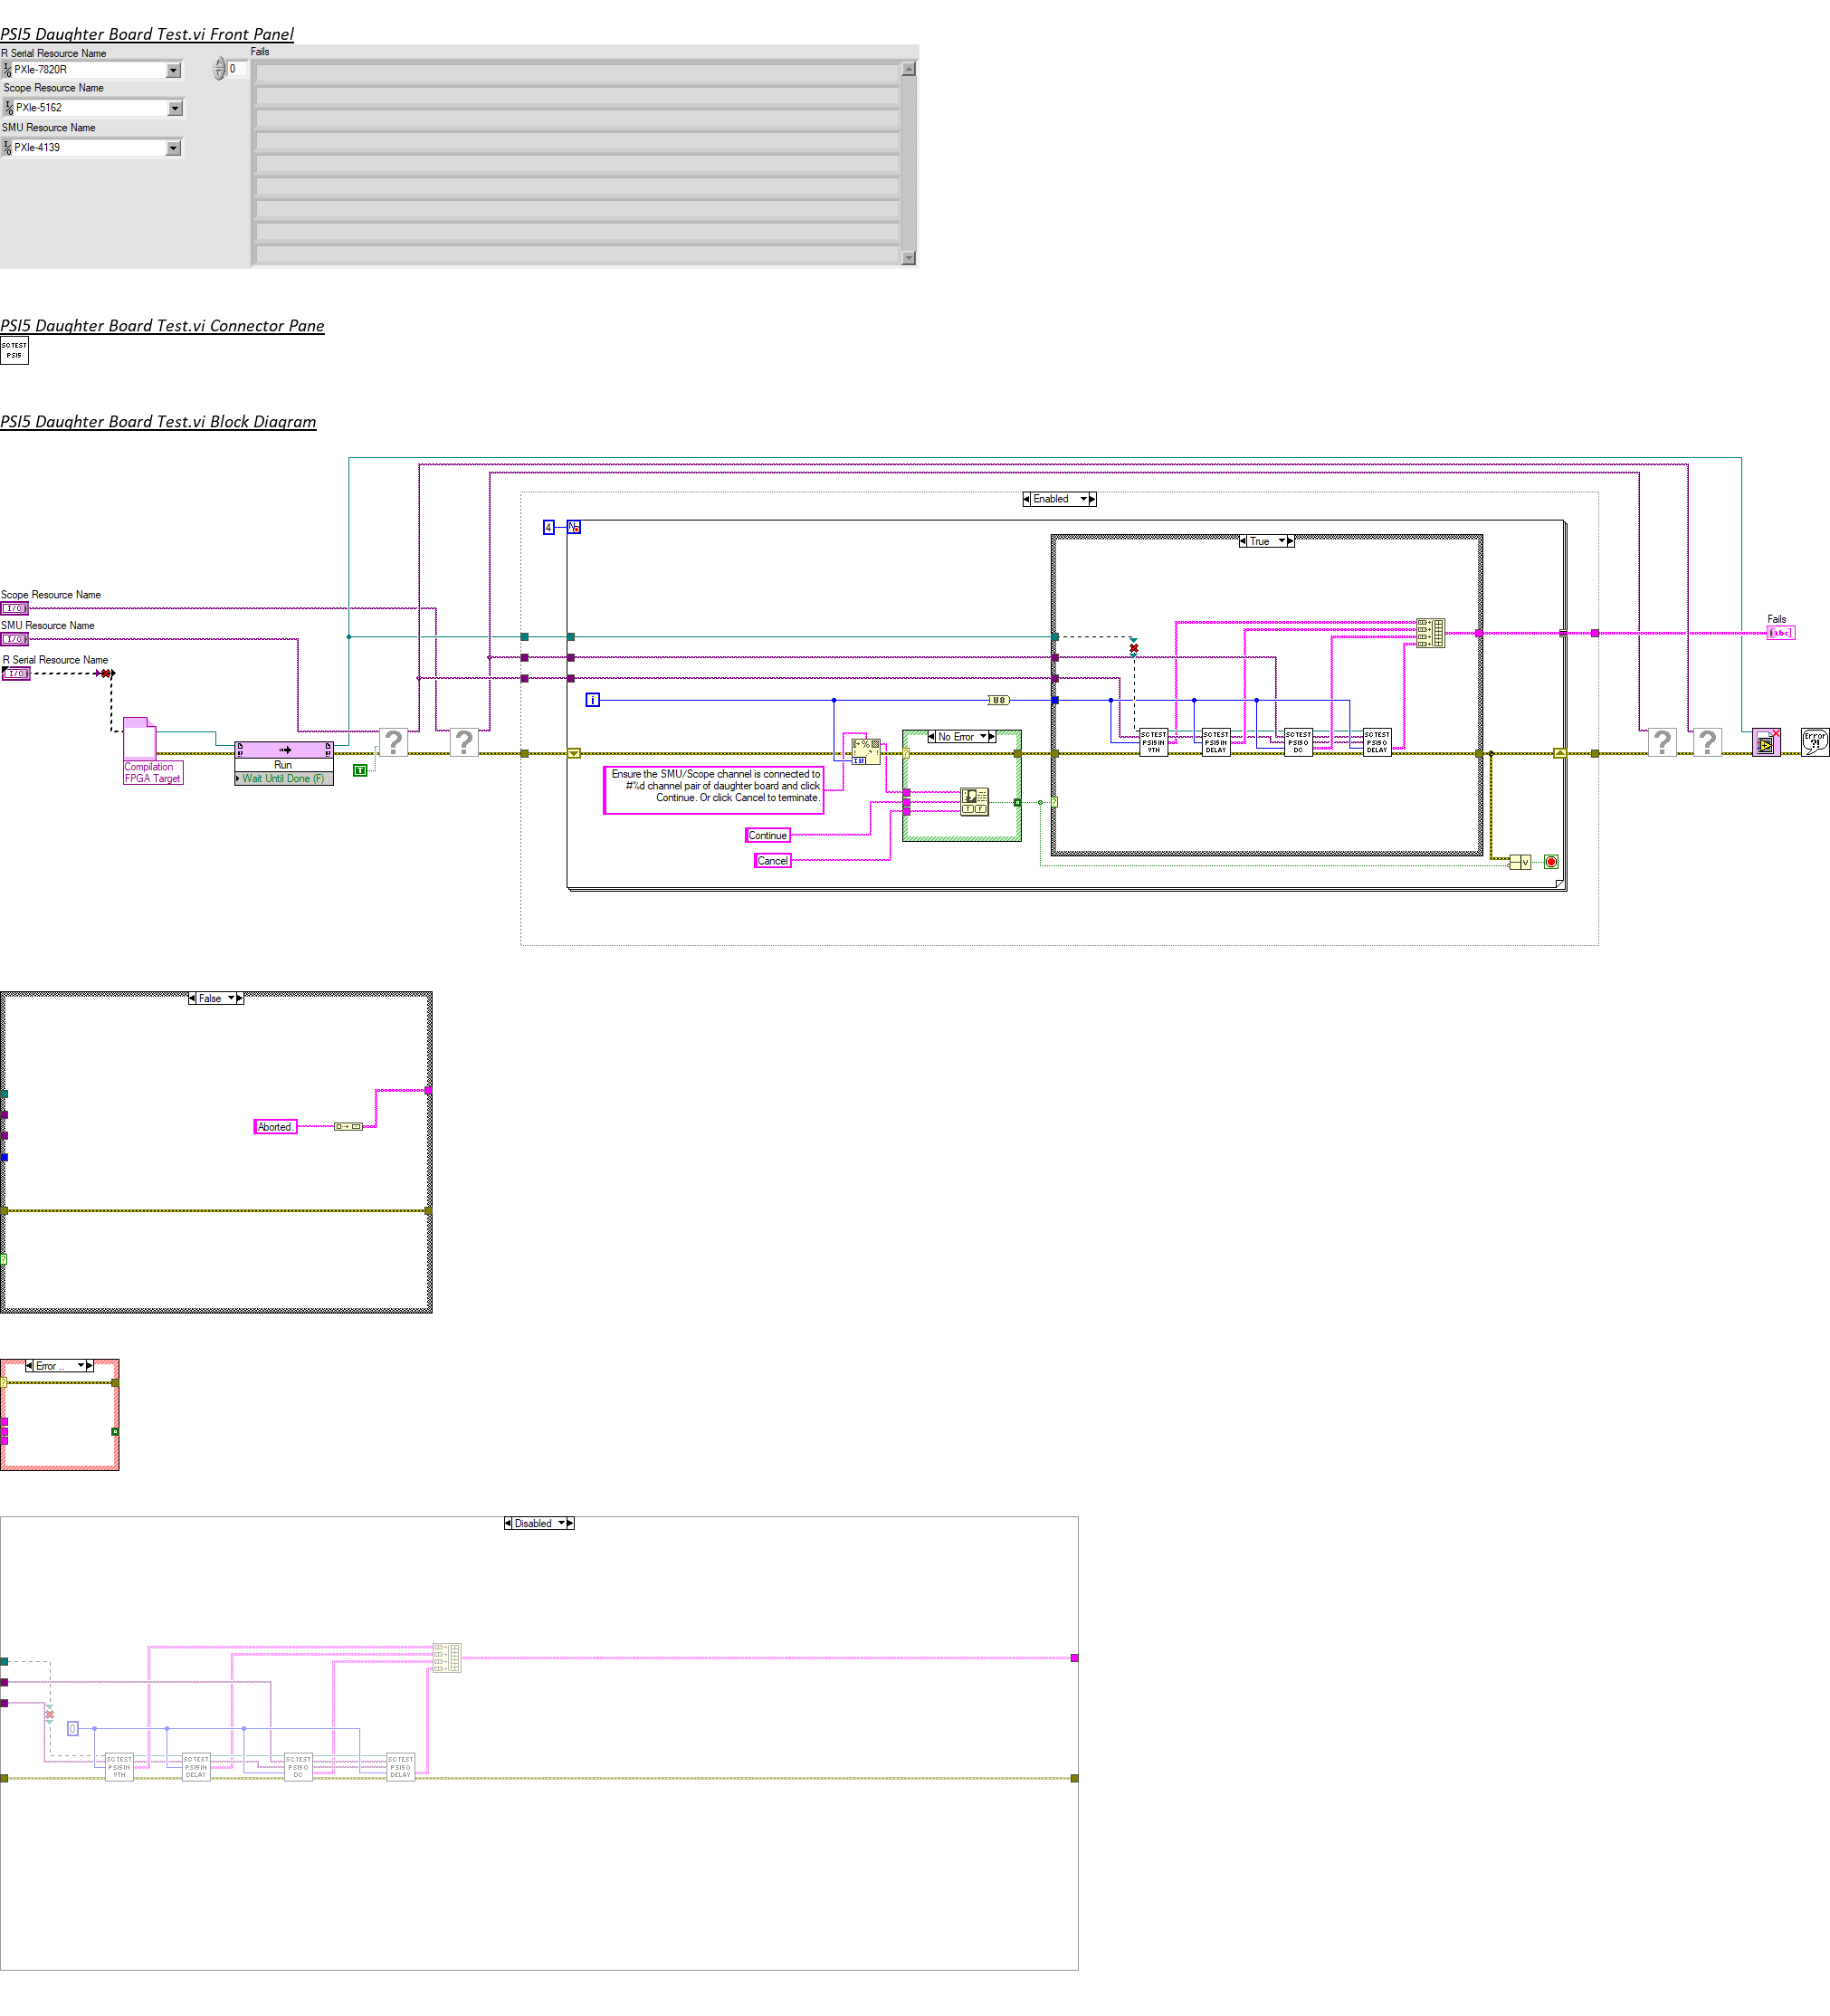 PSI5 Daughter Board Test.vi Front Panel
R Serial Resource Name
PXIe-7820R
Scope Resource Name
PXIe-5162
SMU Resource Name
PXIe-4139
0
Fails
PSI5 Daughter Board Test.vi Connector Pane
SC TEST
PSI5
PSI5 Daughter Board Test.vi Block Diagram
Enabled
4
N
True
Scope Resource Name
I/O
SMU Resource Name
I/O
R Serial Resource Name
I/O
Fails
abc
i
U8
Compilation
FPGA Target
Run
Wait Until Done (F)
T
?
?
No Error
Ensure the SMU/Scope channel is connected to
#%d channel pair of daughter board and click
Continue. Or click Cancel to terminate.
Continue
Cancel
SC TEST
PSI5 IN
VTH
SC TEST
PSI5 IN
DELAY
SC TEST
PSI5 O
DC
SC TEST
PSI5 O
DELAY
?
?
Error
?!
False
Aborted.
Error ..
Disabled
0
SC TEST
PSI5 IN
VTH
SC TEST
PSI5 IN
DELAY
SC TEST
PSI5 O
DC
SC TEST
PSI5 O
DELAY